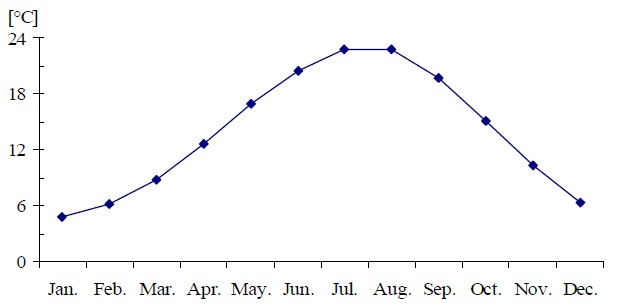 [°C]
24
18
12
6
0
Jan. Feb. Mar. Apr. May. Jun. Jul. Aug. Sep. Oct. Nov. Dec.